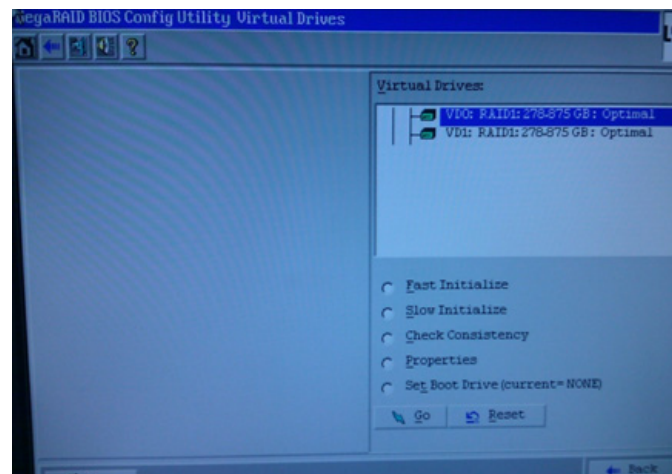 MegaRAID BIOS Config Utility Virtual Drives
Virtual Drives:
VD0: RAID1: 278.875 GB: Optimal
VD1: RAID1: 278.875 GB: Optimal
Fast Initialize
Slow Initialize
Check Consistency
Properties
Set Boot Drive (current= NONE)
Go
Reset
Back